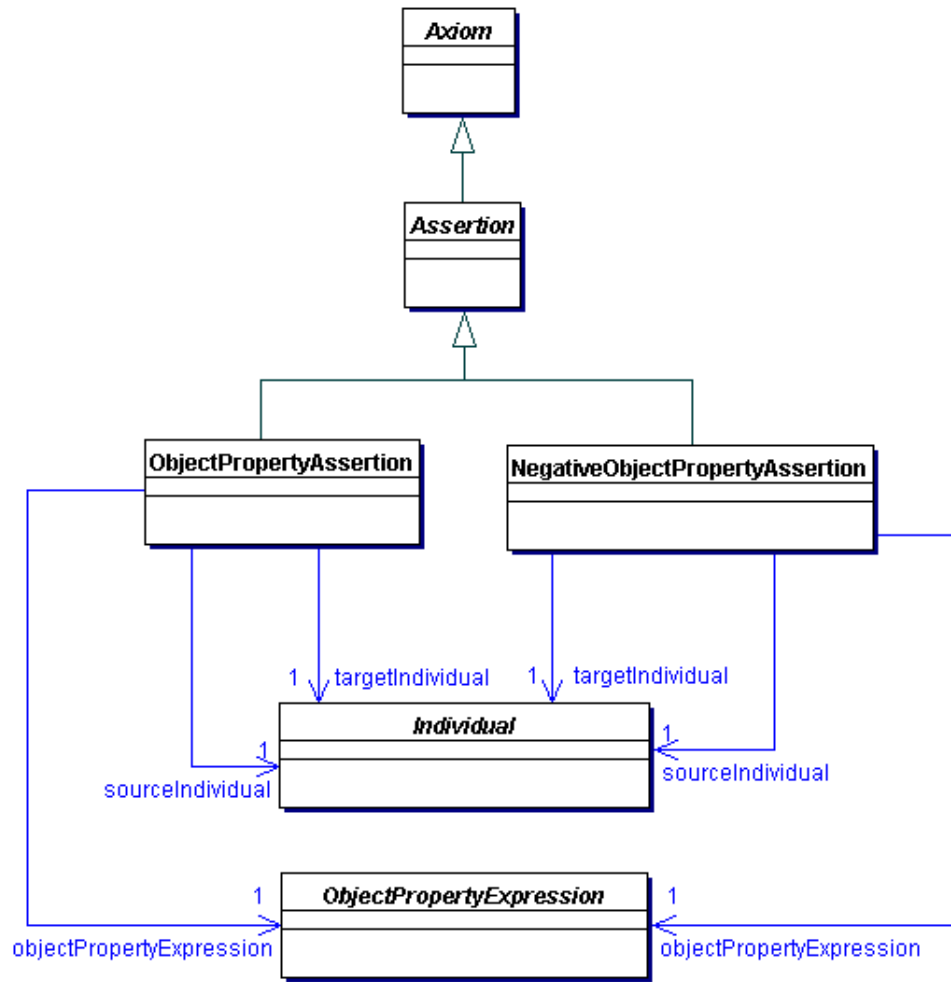 Axiom
Assertion
ObjectPropertyAssertion
NegativeObjectPropertyAssertion
1 targetIndividual
1 targetIndividual
Individual
1
1
sourceIndividual
sourceIndividual
ObjectPropertyExpression
1
1
objectPropertyExpression
objectPropertyExpression